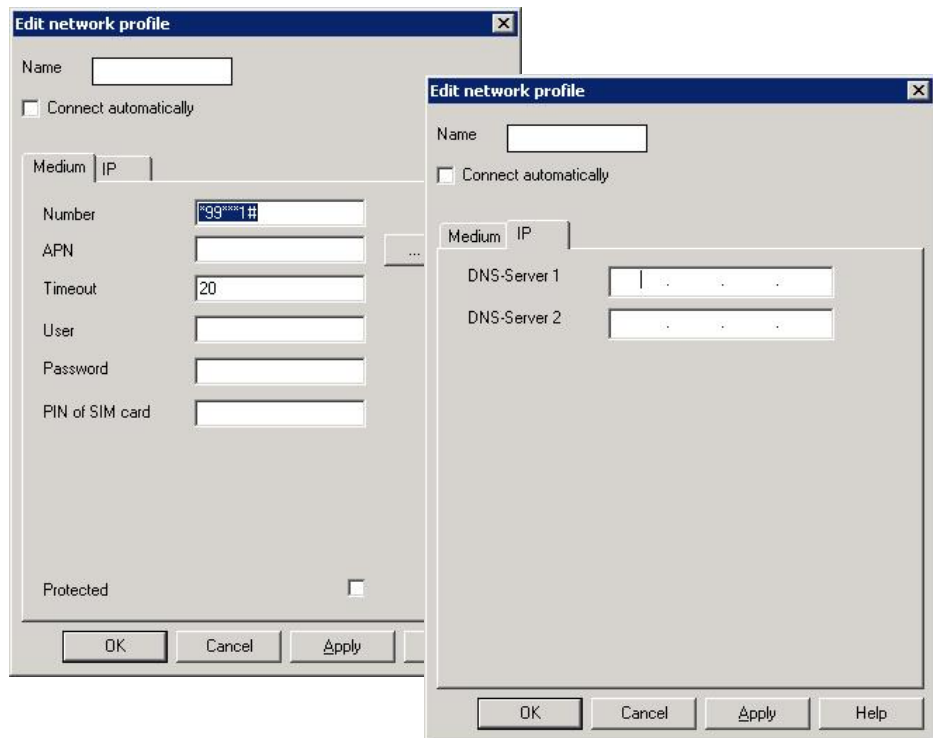 Edit network profile
Name
Connect automatically
Medium IP
Number *99***1#
APN ...
Timeout 20
User
Password
PIN of SIM card
Protected
OK Cancel Apply
Edit network profile
Name
Connect automatically
Medium IP
DNS-Server 1 . . .
DNS-Server 2 . . .
OK Cancel Apply Help